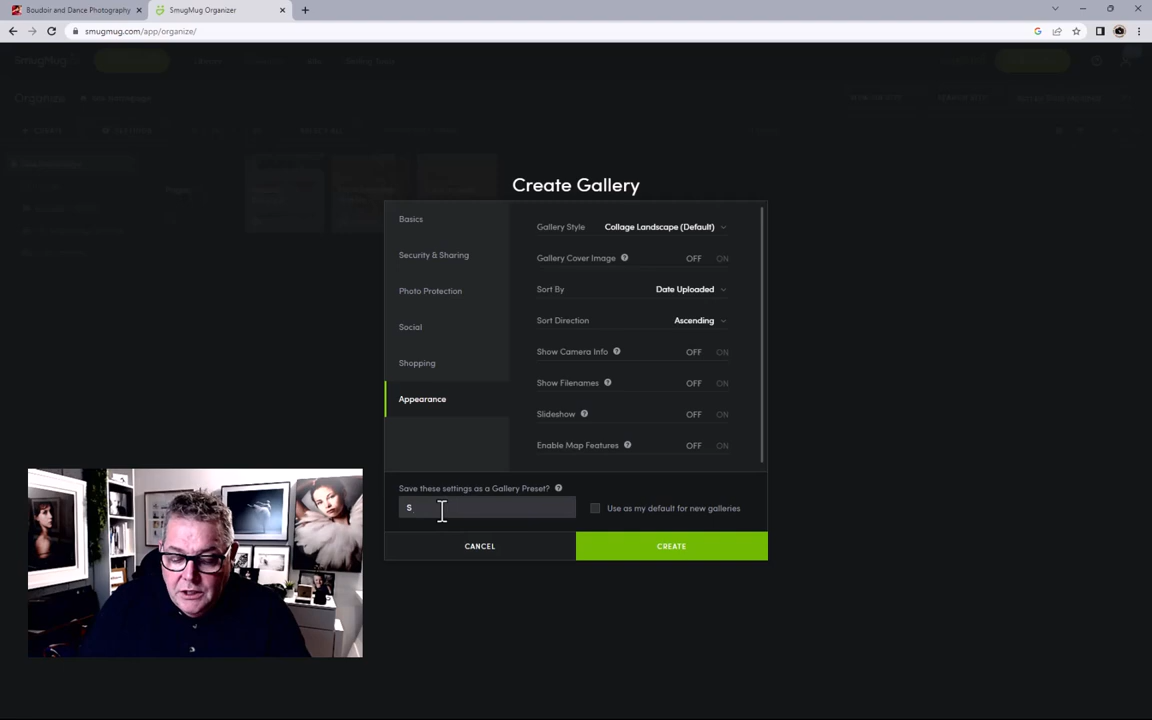 Boudoir and Dance Photography
SmugMug Organizer
smugmug.com/app/organize/
SmugMug
Organize
Create Gallery
Basics
Security & Sharing
Photo Protection
Social
Shopping
Appearance
Gallery Style Collage Landscape (Default)
Gallery Cover Image OFF ON
Sort By Date Uploaded
Sort Direction Ascending
Show Camera Info OFF ON
Show Filenames OFF ON
Slideshow OFF ON
Enable Map Features OFF ON
Save these settings as a Gallery Preset?
S
Use as my default for new galleries
CANCEL
CREATE